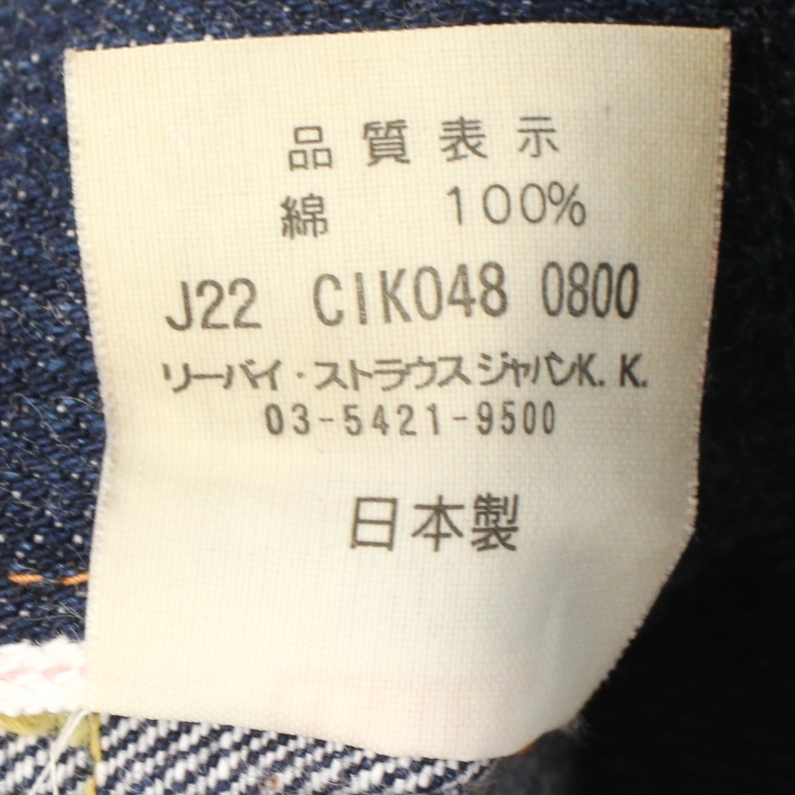 品質表示
綿 100%
J22 CIK048 0800
リーバイ・ストラウスジャパンK.K.
03-5421-9500
日本製